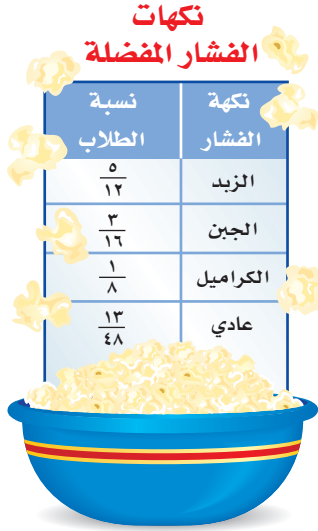 نكهات
الفشار المفضلة
نكهة الفشار نسبة الطلاب
الزبد ٥/١٢
الجبن ٣/١٦
الكراميل ١/٨
عادي ١٣/٤٨